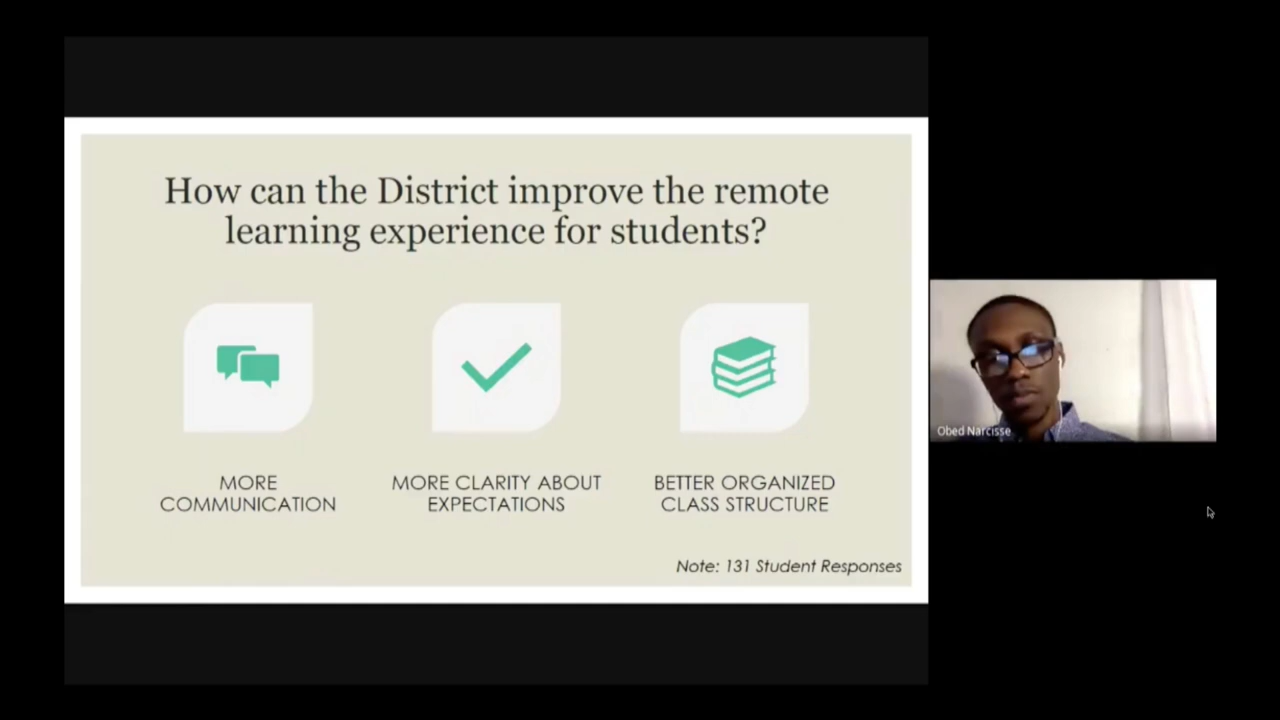 How can the District improve the remote
learning experience for students?
MORE
COMMUNICATION
MORE CLARITY ABOUT
EXPECTATIONS
BETTER ORGANIZED
CLASS STRUCTURE
Note: 131 Student Responses
Obed Narcisse